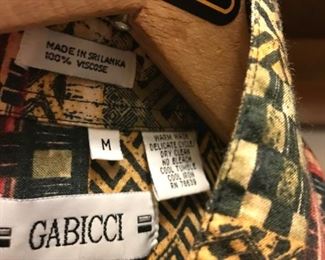 MADE IN SRI LANKA
100% VISCOSE
M
WARM WASH
DELICATE CYCLE
DRY CLEAN
NO BLEACH
COOL TUMBLE
COOL IRON
RN 78639
GABICCI